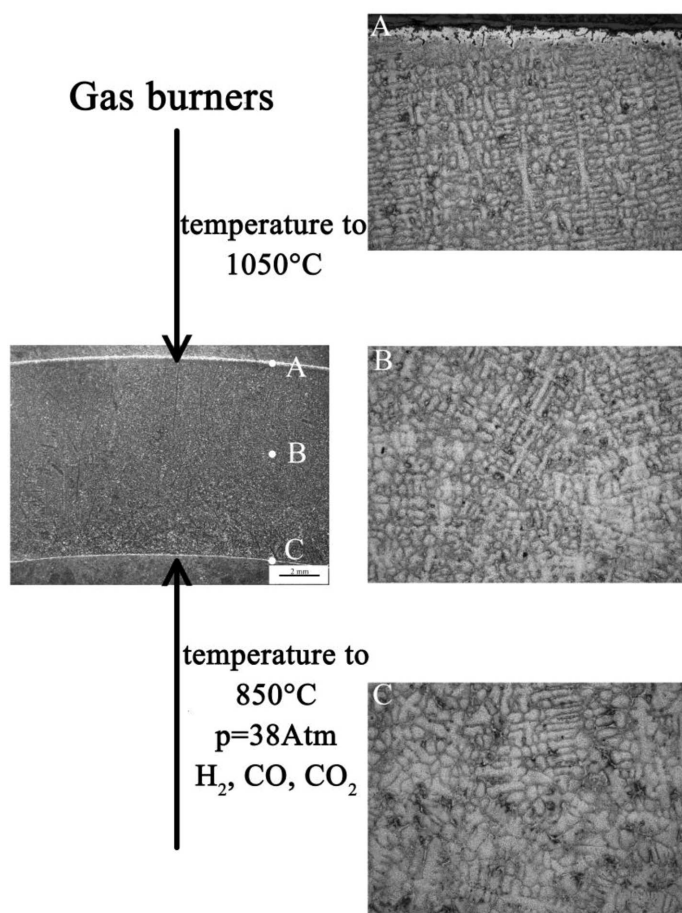 A
Gas burners
temperature to
1050°C
A
B
C
2 mm
B
temperature to
850°C
p=38Atm
H₂, CO, CO₂
C